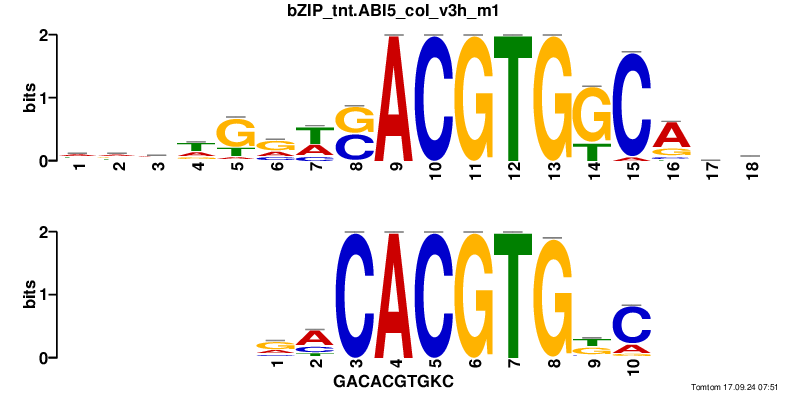 bZIP_tnt.ABI5_col_v3h_m1
2
1
0
bits
1 2 3 4 5 6 7 8 9 10 11 12 13 14 15 16 17 18
T G G T G A C G T G G C A
2
1
0
bits
1 2 3 4 5 6 7 8 9 10
G A C A C G T G T C
GACACGTGKC
Tomtom 17.09.24 07:51